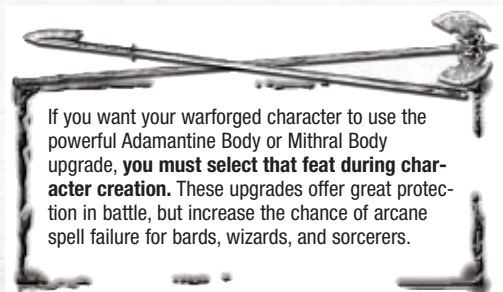 If you want your warforged character to use the
powerful Adamantine Body or Mithral Body
upgrade, you must select that feat during char-
acter creation. These upgrades offer great protec-
tion in battle, but increase the chance of arcane
spell failure for bards, wizards, and sorcerers.